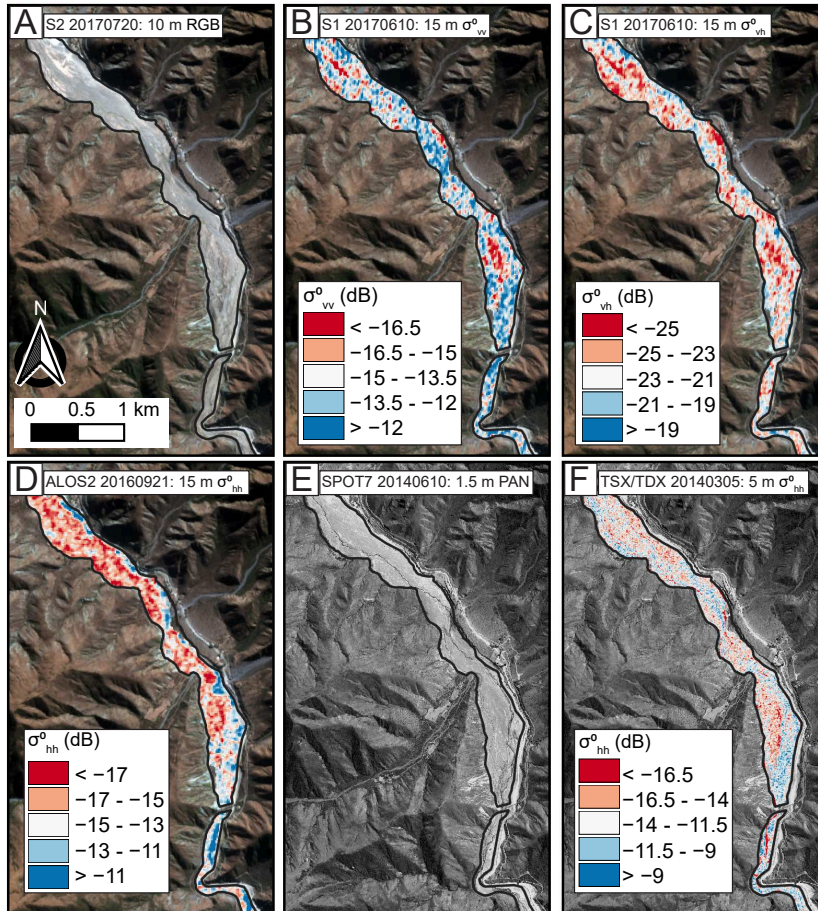 A S2 20170720: 10 m RGB
N
0 0.5 1 km
B S1 20170610: 15 m σ⁰vv
σ⁰vv (dB)
< −16.5
−16.5 - −15
−15 - −13.5
−13.5 - −12
> −12
C S1 20170610: 15 m σ⁰vh
σ⁰vh (dB)
< −25
−25 - −23
−23 - −21
−21 - −19
> −19
D ALOS2 20160921: 15 m σ⁰hh
σ⁰hh (dB)
< −17
−17 - −15
−15 - −13
−13 - −11
> −11
E SPOT7 20140610: 1.5 m PAN
F TSX/TDX 20140305: 5 m σ⁰hh
σ⁰hh (dB)
< −16.5
−16.5 - −14
−14 - −11.5
−11.5 - −9
> −9